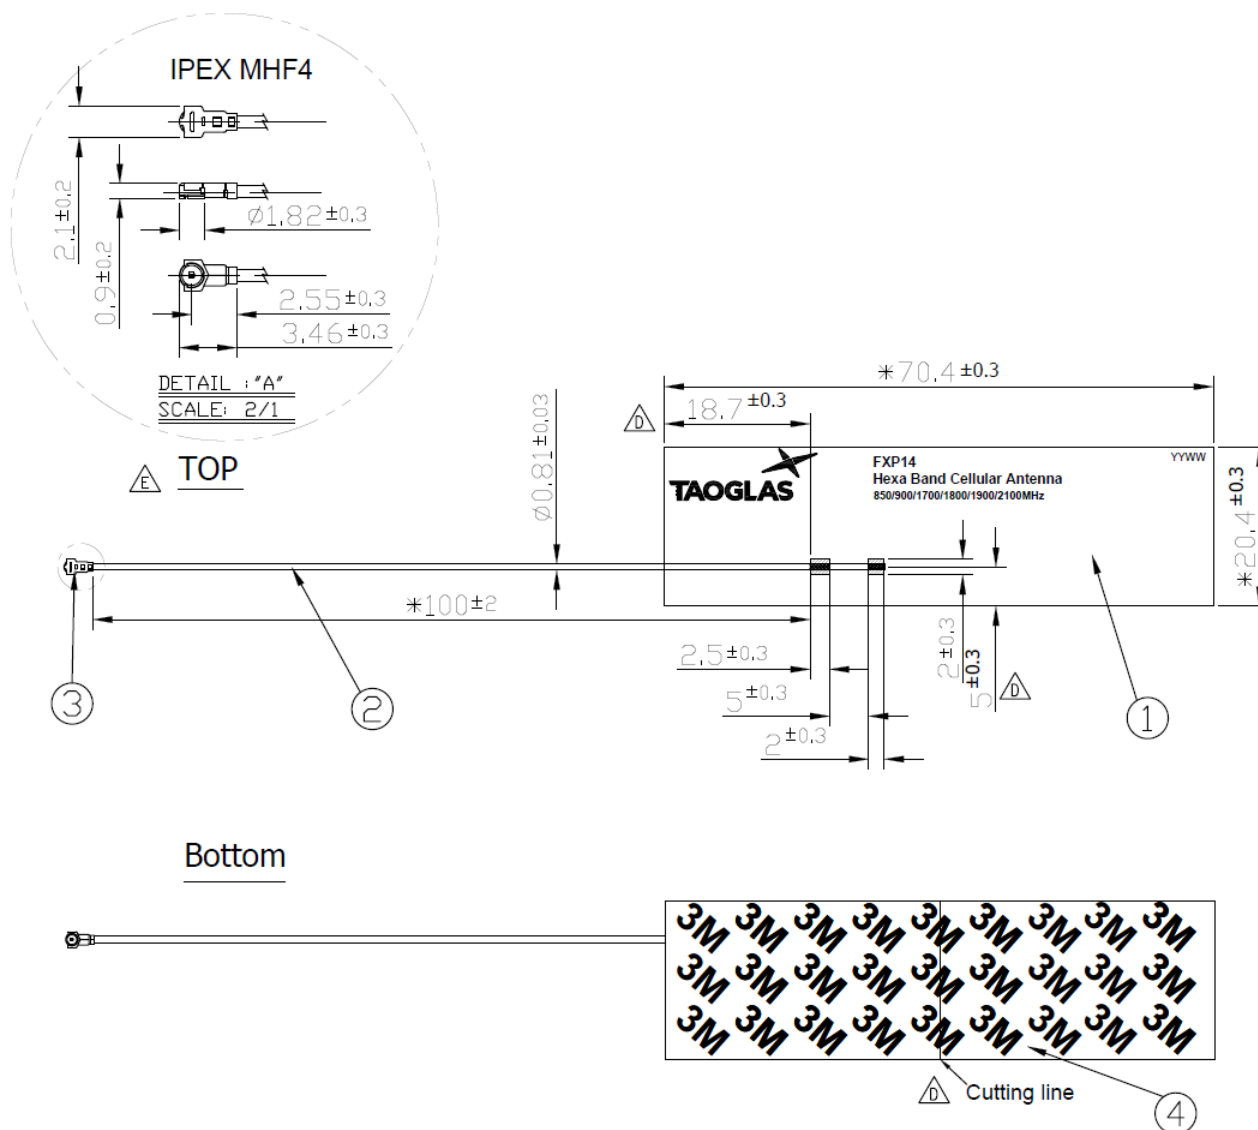 IPEX MHF4
2.1±0.2
0.9±0.2
Ø1.82±0.3
2.55±0.3
3.46±0.3
DETAIL :"A"
SCALE: 2/1
E
TOP
Ø0.81±0.03
*70.4±0.3
D
18.7±0.3
TAOGLAS
FXP14
Hexa Band Cellular Antenna
850/900/1700/1800/1900/2100MHz
YYWW
*20.4±0.3
*100±2
2.5±0.3
5±0.3
2±0.3
2±0.3
5±0.3
D
3
2
1
Bottom
3M 3M 3M 3M 3M 3M 3M 3M 3M
3M 3M 3M 3M 3M 3M 3M 3M 3M
3M 3M 3M 3M 3M 3M 3M 3M 3M
D
Cutting line
4